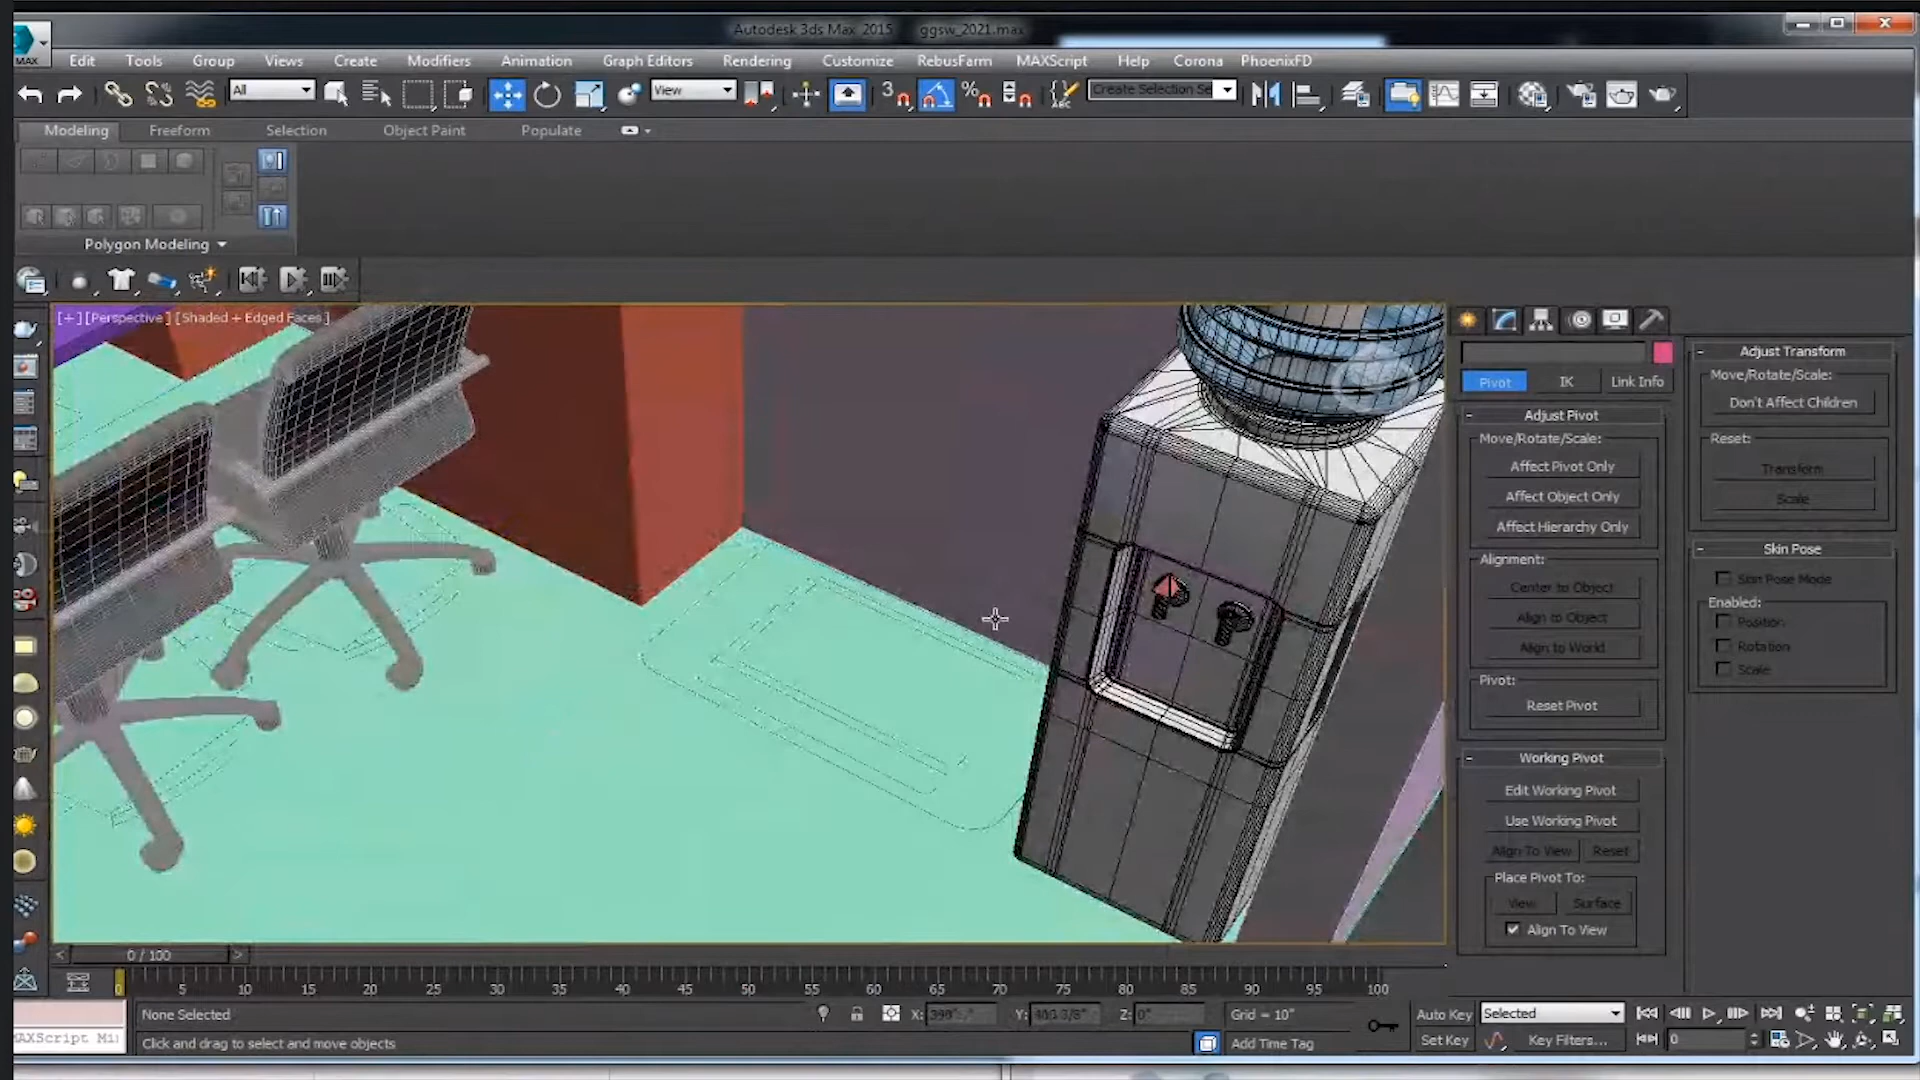 Autodesk 3ds Max 2015 ggsw_2021.max
MAX
Edit Tools Group Views Create Modifiers Animation Graph Editors Rendering Customize RebusFarm MAXScript Help Corona PhoenixFD
All View 3 % Create Selection Se
Modeling Freeform Selection Object Paint Populate
Polygon Modeling
[+] [Perspective] [Shaded + Edged Faces]
Pivot IK Link Info
Adjust Pivot
Move/Rotate/Scale:
Affect Pivot Only
Affect Object Only
Affect Hierarchy Only
Alignment:
Center to Object
Align to Object
Align to World
Pivot:
Reset Pivot
Working Pivot
Edit Working Pivot
Use Working Pivot
Align To View Reset
Place Pivot To:
View Surface
Align To View
Adjust Transform
Move/Rotate/Scale:
Don't Affect Children
Reset:
Transform
Scale
Skin Pose
Skin Pose Mode
Enabled:
Position
Rotation
Scale
< 0 / 100 >
0 5 10 15 20 25 30 35 40 45 50 55 60 65 70 75 80 85 90 95 100
None Selected X: Y: Z: 0" Grid = 10" Auto Key Selected
MAXScript Mi Click and drag to select and move objects Add Time Tag Set Key Key Filters... 0